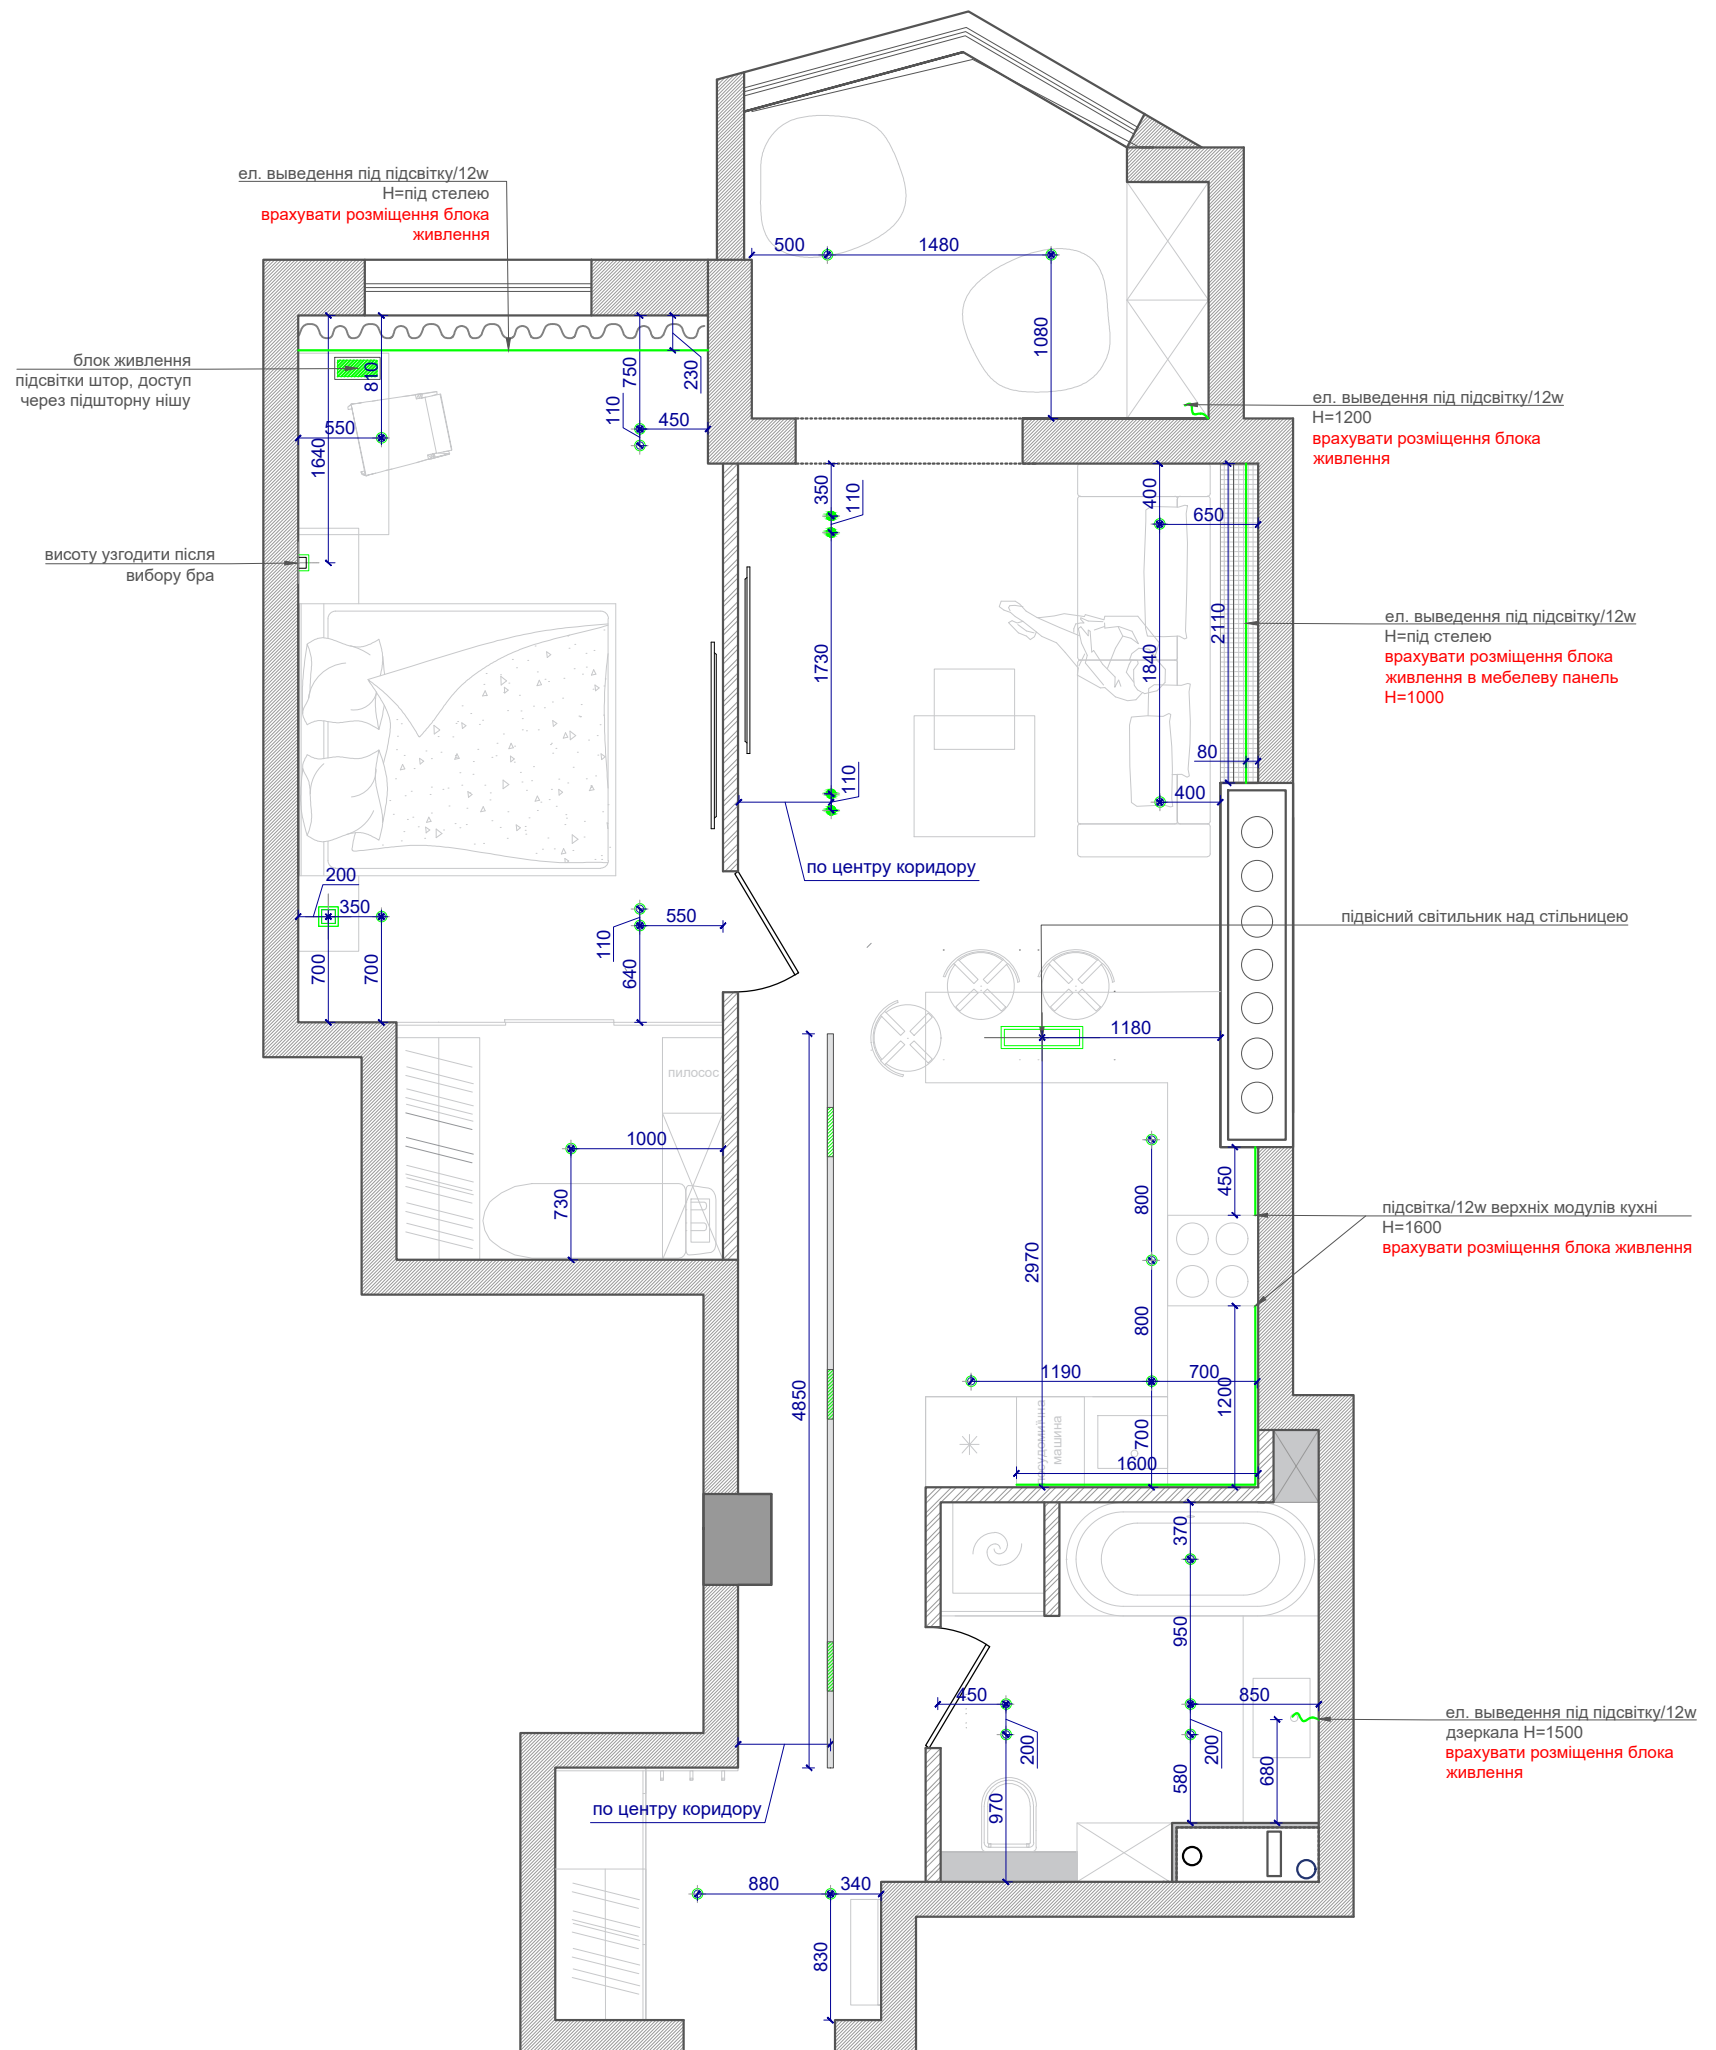 ел. выведення під підсвітку/12w
H=під стелею
врахувати розміщення блока
живлення
500
1480
1080
блок живлення
підсвітки штор, доступ
через підшторну нішу
810
550
1640
750
110
230
450
ел. выведення під підсвітку/12w
H=1200
врахувати розміщення блока
живлення
350
110
400
650
висоту узгодити після
вибору бра
2110
1730
1840
ел. выведення під підсвітку/12w
H=під стелею
врахувати розміщення блока
живлення в мебелеву панель
H=1000
80
110
400
по центру коридору
200
350
550
110
700
700
640
підвісний світильник над стільницею
1180
пилосос
1000
730
450
800
2970
800
підсвітка/12w верхніх модулів кухні
H=1600
врахувати розміщення блока живлення
4850
1190
700
1200
посудомийна
машина
700
1600
370
950
450
850
200
200
580
680
970
ел. выведення під підсвітку/12w
дзеркала H=1500
врахувати розміщення блока
живлення
по центру коридору
880
340
830